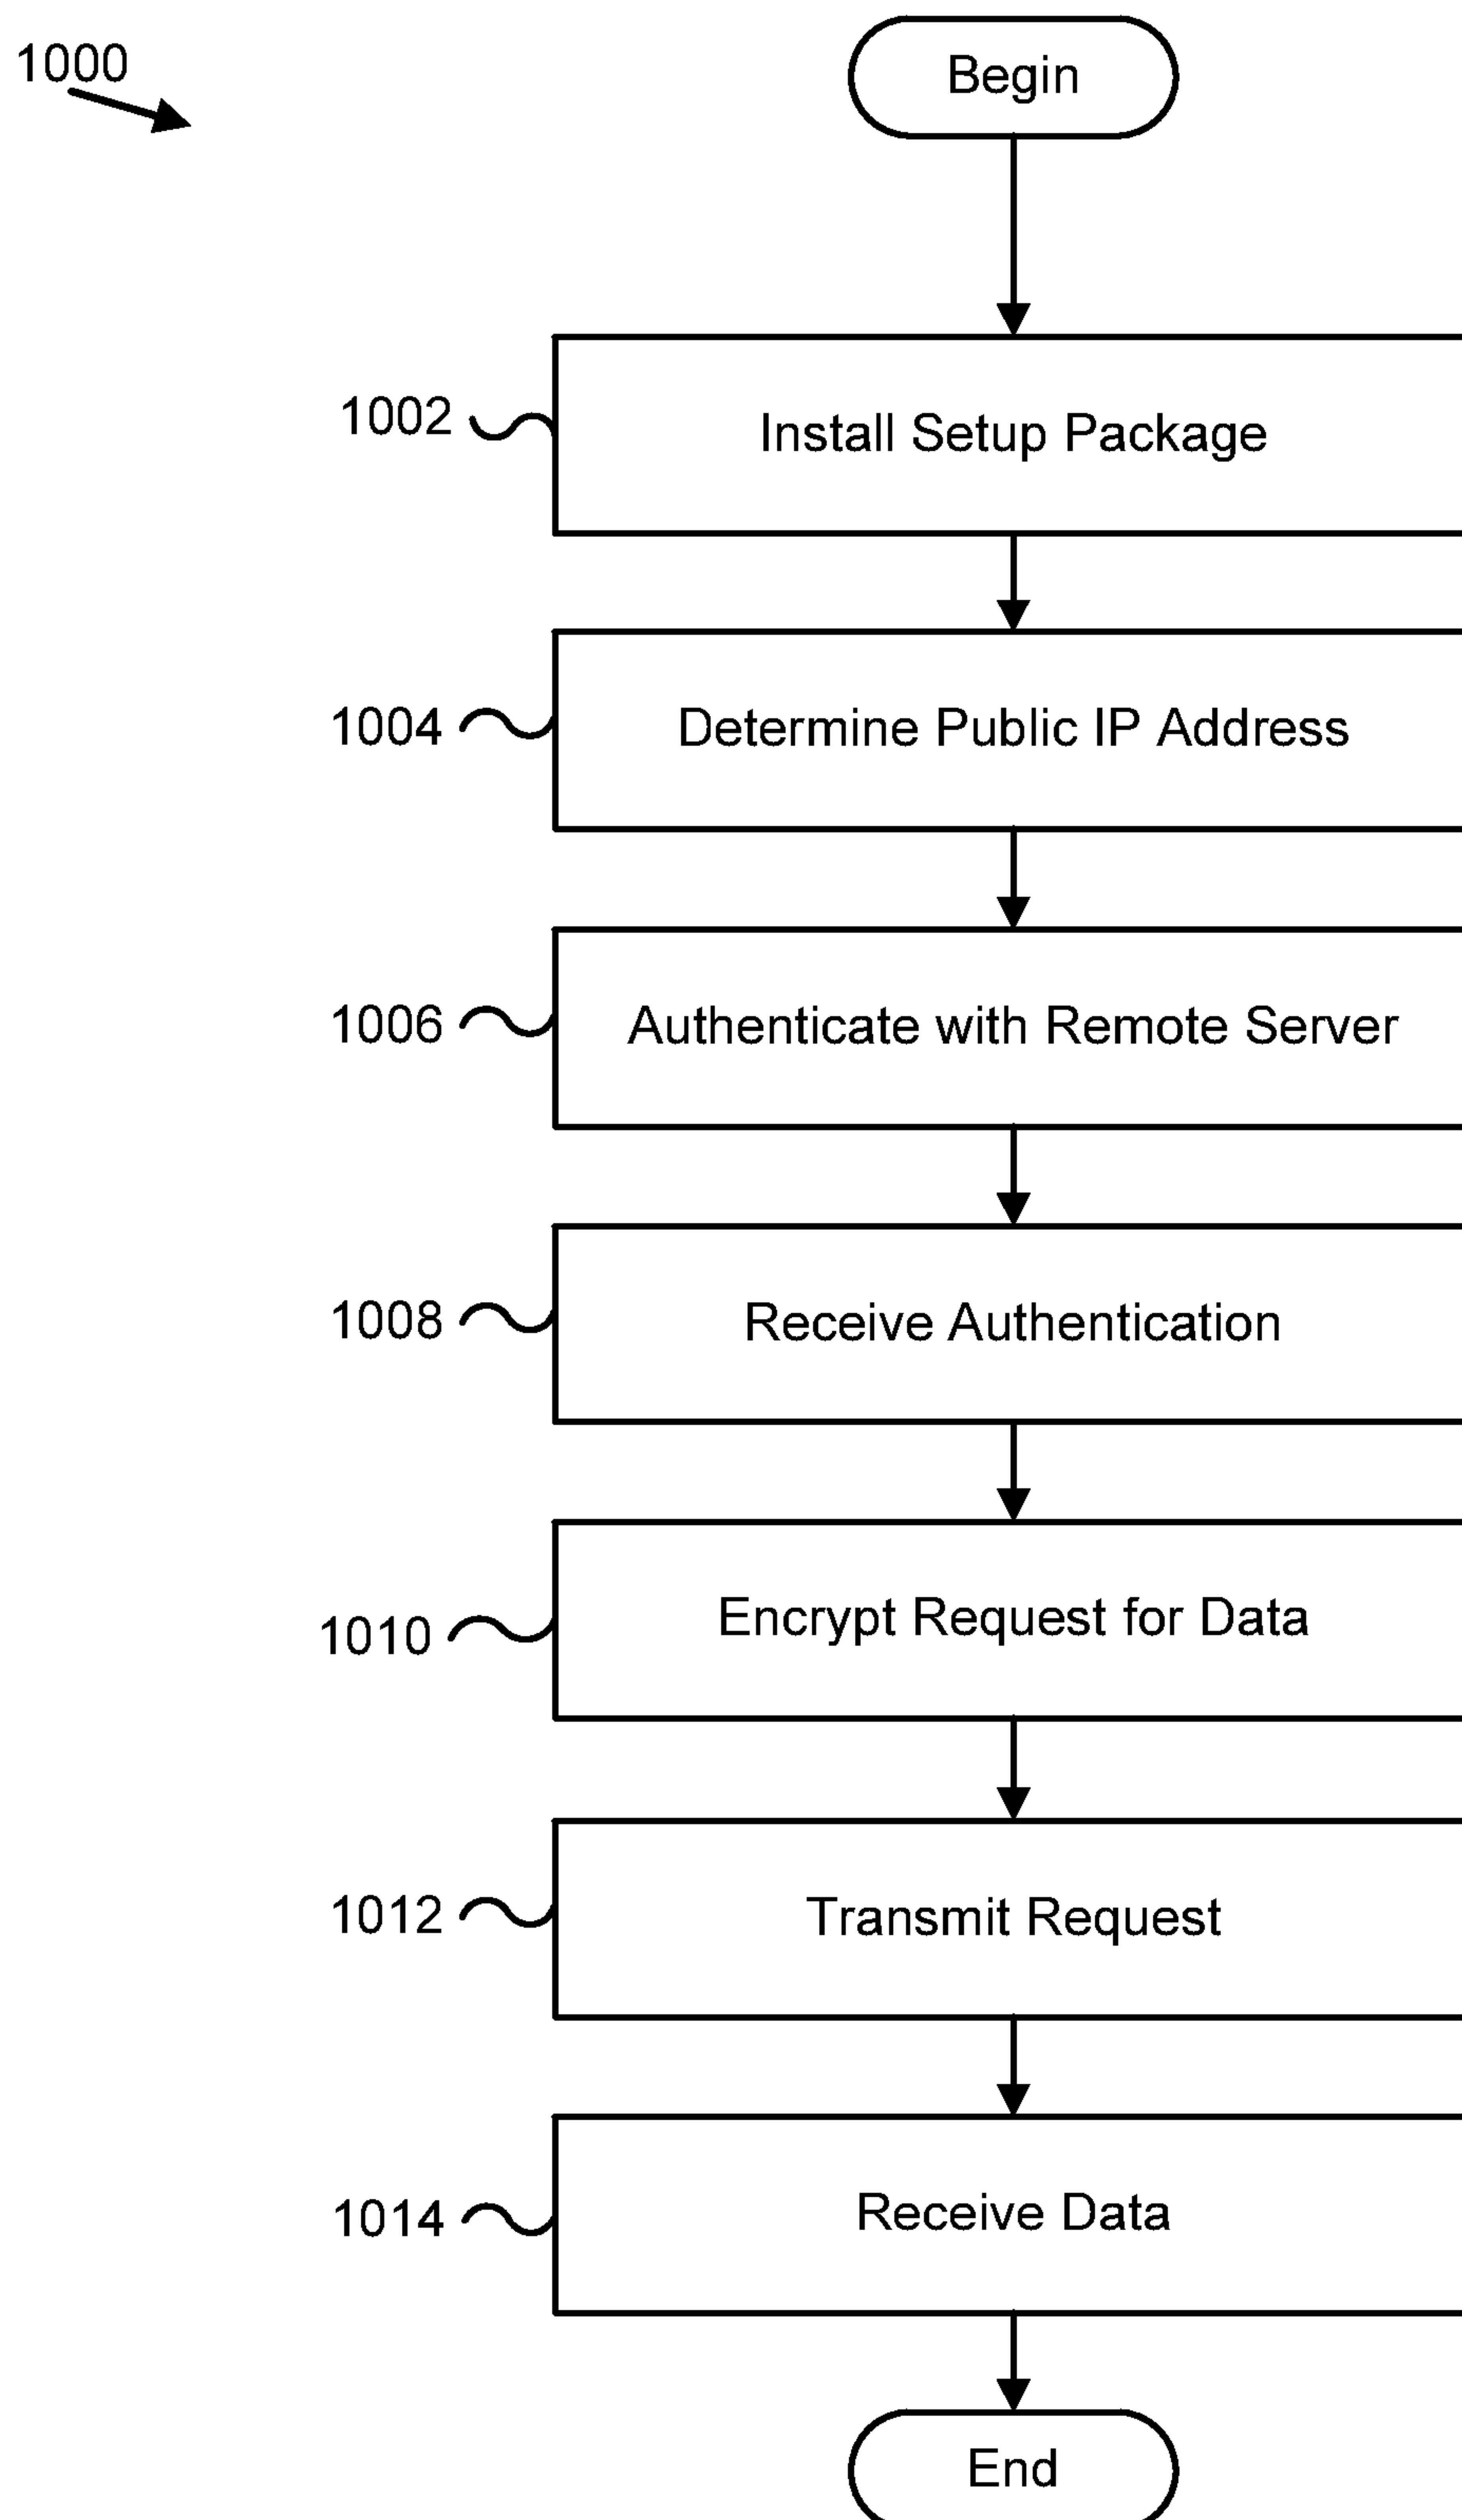 1000
Begin
1002
Install Setup Package
1004
Determine Public IP Address
1006
Authenticate with Remote Server
1008
Receive Authentication
1010
Encrypt Request for Data
1012
Transmit Request
1014
Receive Data
End